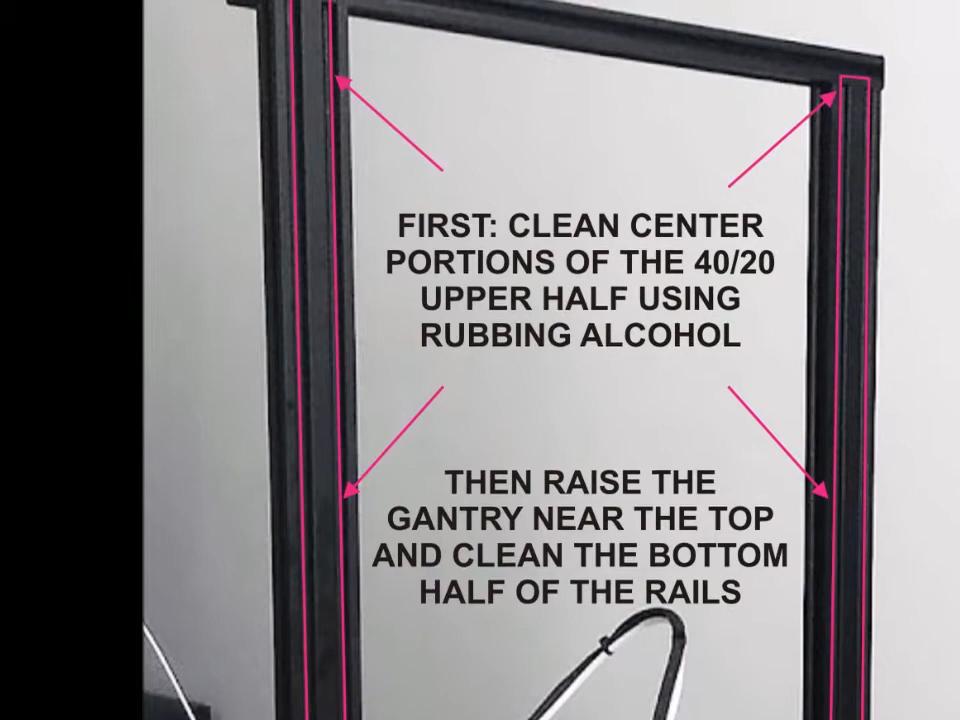 FIRST: CLEAN CENTER
PORTIONS OF THE 40/20
UPPER HALF USING
RUBBING ALCOHOL
THEN RAISE THE
GANTRY NEAR THE TOP
AND CLEAN THE BOTTOM
HALF OF THE RAILS